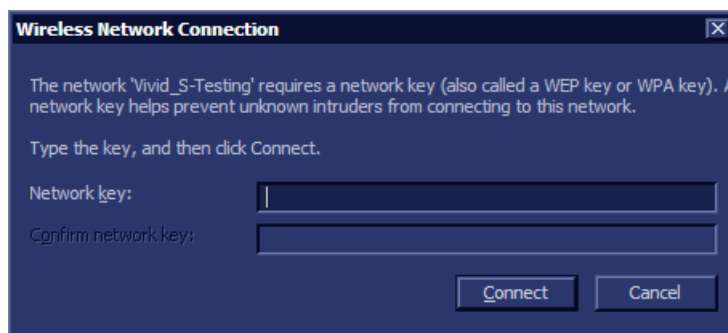 Wireless Network Connection
The network 'Vivid_S-Testing' requires a network key (also called a WEP key or WPA key). A
network key helps prevent unknown intruders from connecting to this network.
Type the key, and then click Connect.
Network key:
Confirm network key:
Connect Cancel